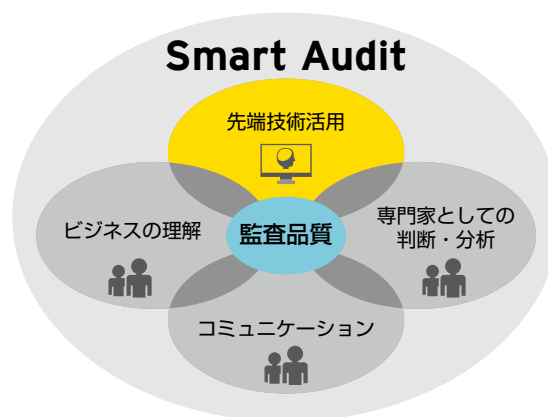 Smart Audit
先端技術活用
ビジネスの理解
監査品質
専門家としての
判断・分析
コミュニケーション